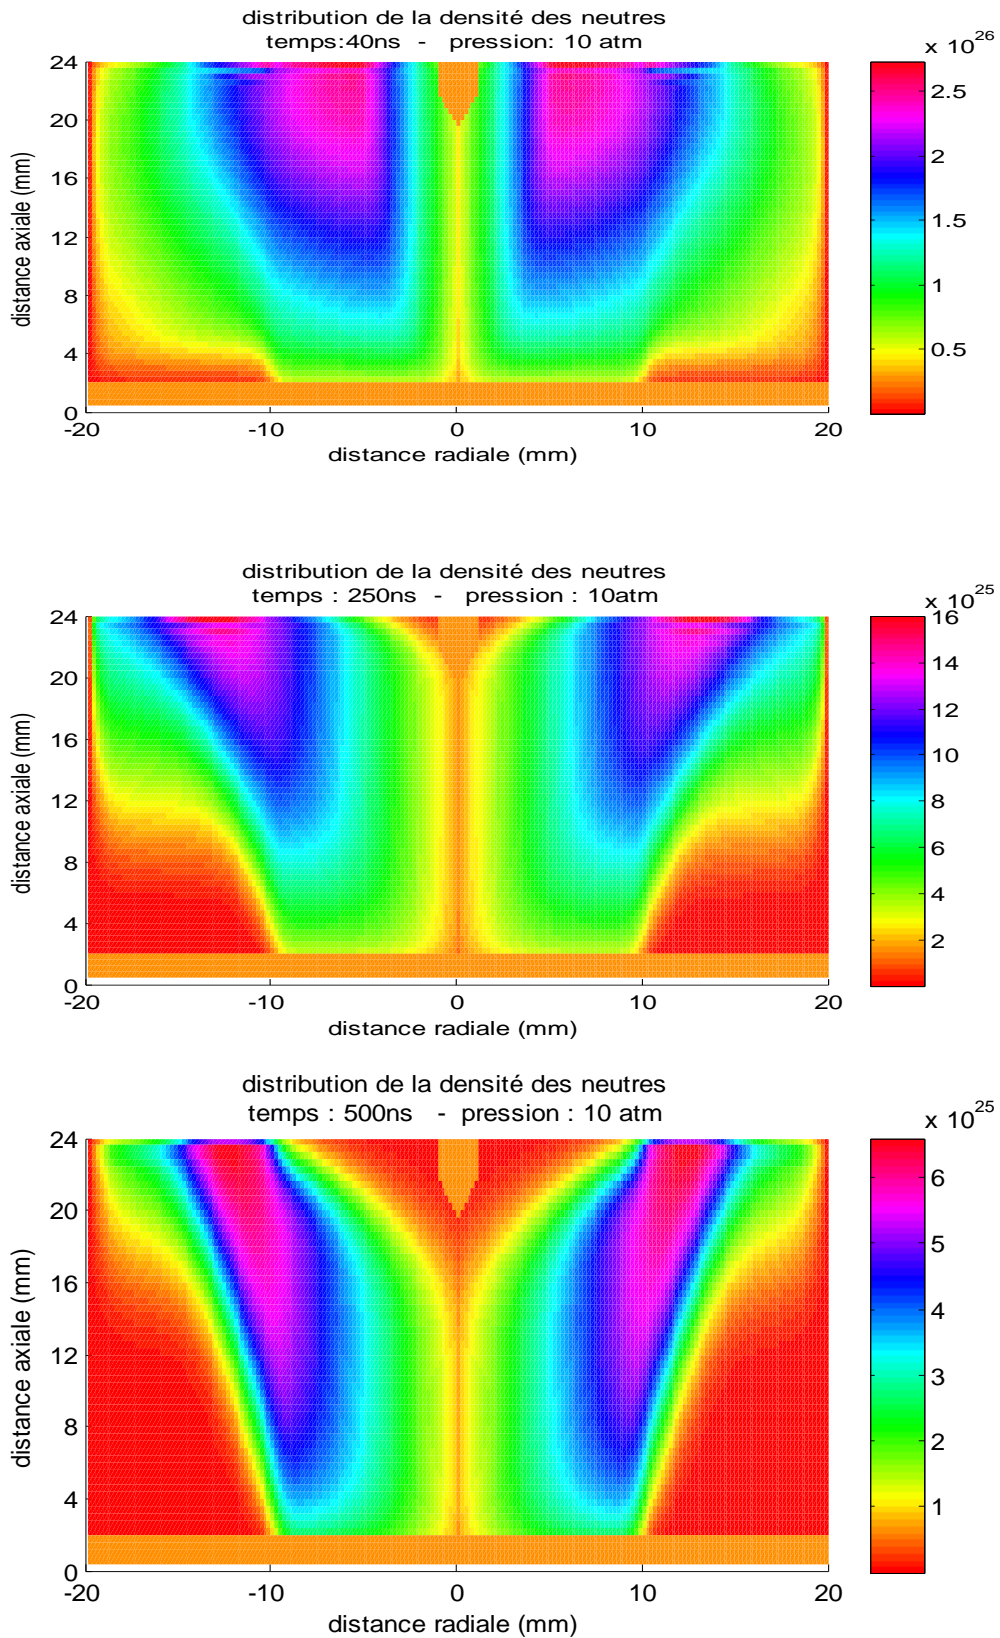 distribution de la densité des neutres
temps:40ns - pression: 10 atm
x 10^26
24
20
16
12
8
4
0
distance axiale (mm)
-20 -10 0 10 20
distance radiale (mm)
2.5
2
1.5
1
0.5
distribution de la densité des neutres
temps : 250ns - pression : 10atm
x 10^25
24
20
16
12
8
4
0
distance axiale (mm)
-20 -10 0 10 20
distance radiale (mm)
16
14
12
10
8
6
4
2
distribution de la densité des neutres
temps : 500ns - pression : 10 atm
x 10^25
24
20
16
12
8
4
0
distance axiale (mm)
-20 -10 0 10 20
distance radiale (mm)
6
5
4
3
2
1